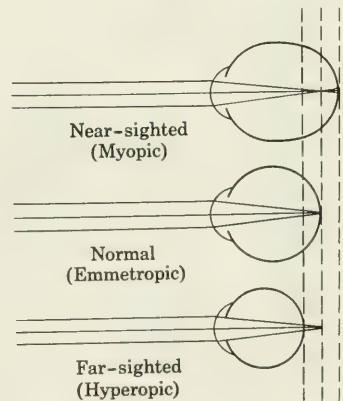 Near-sighted
(Myopic)
Normal
(Emmetropic)
Far-sighted
(Hyperopic)